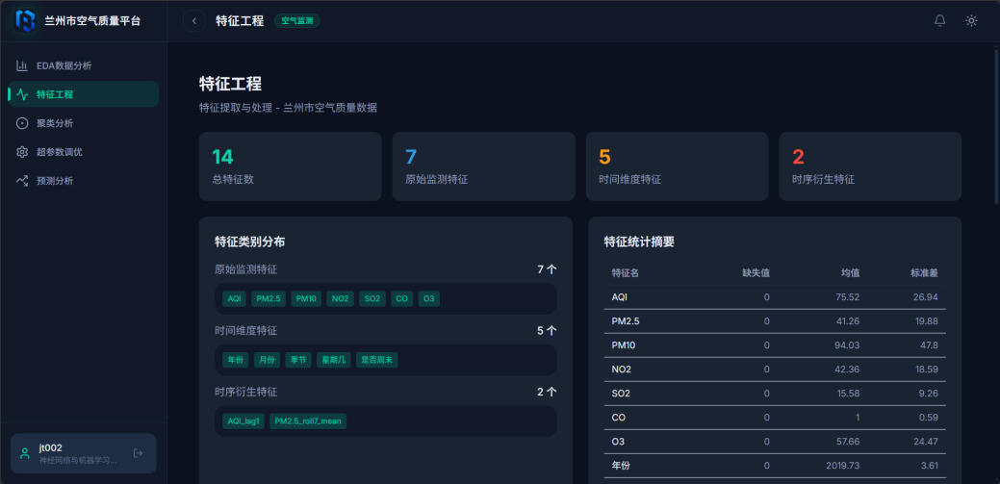 兰州市空气质量平台
特征工程 空气监测
EDA数据分析
特征工程
聚类分析
超参数调优
预测分析
jt002
神经网络与机器学习...
特征工程
特征提取与处理 - 兰州市空气质量数据
14
总特征数
7
原始监测特征
5
时间维度特征
2
时序衍生特征
特征类别分布
原始监测特征 7 个
AQI PM2.5 PM10 NO2 SO2 CO O3
时间维度特征 5 个
年份 月份 季节 星期几 是否周末
时序衍生特征 2 个
AQI_lag1 PM2.5_roll7_mean
特征统计摘要
特征名 缺失值 均值 标准差
AQI 0 75.52 26.94
PM2.5 0 41.26 19.88
PM10 0 94.03 47.8
NO2 0 42.36 18.59
SO2 0 15.58 9.26
CO 0 1 0.59
O3 0 57.66 24.47
年份 0 2019.73 3.61